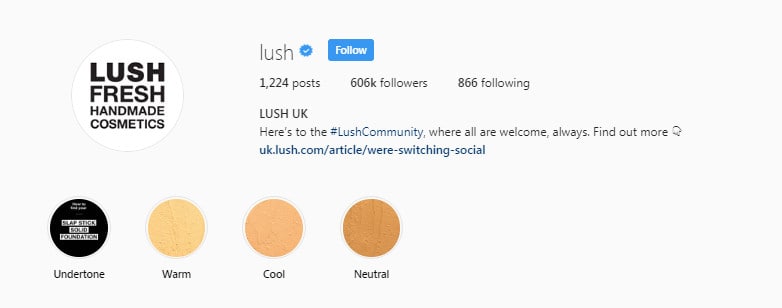 LUSH
FRESH
HANDMADE
COSMETICS
lush Follow
1,224 posts 606k followers 866 following
LUSH UK
Here's to the #LushCommunity, where all are welcome, always. Find out more 👇
uk.lush.com/article/were-switching-social
How to
find your
SLAP STICK
SOLID
FOUNDATION
Undertone Warm Cool Neutral